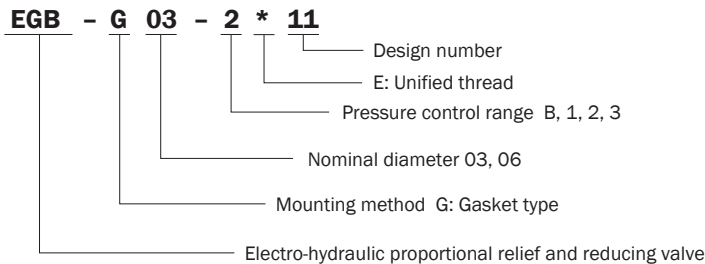 EGB – G 03 – 2 * 11
Design number
E: Unified thread
Pressure control range B, 1, 2, 3
Nominal diameter 03, 06
Mounting method G: Gasket type
Electro-hydraulic proportional relief and reducing valve